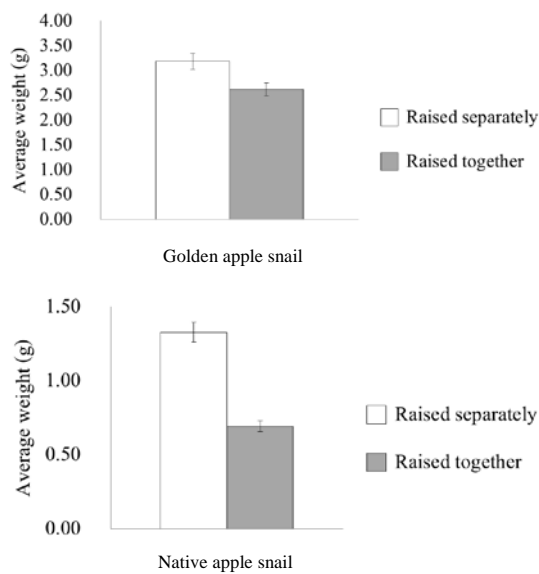 4.00
3.50
3.00
2.50
2.00
1.50
1.00
0.50
0.00
Average weight (g)
Raised separately
Raised together
Golden apple snail
1.50
1.00
0.50
0.00
Average weight (g)
Raised separately
Raised together
Native apple snail